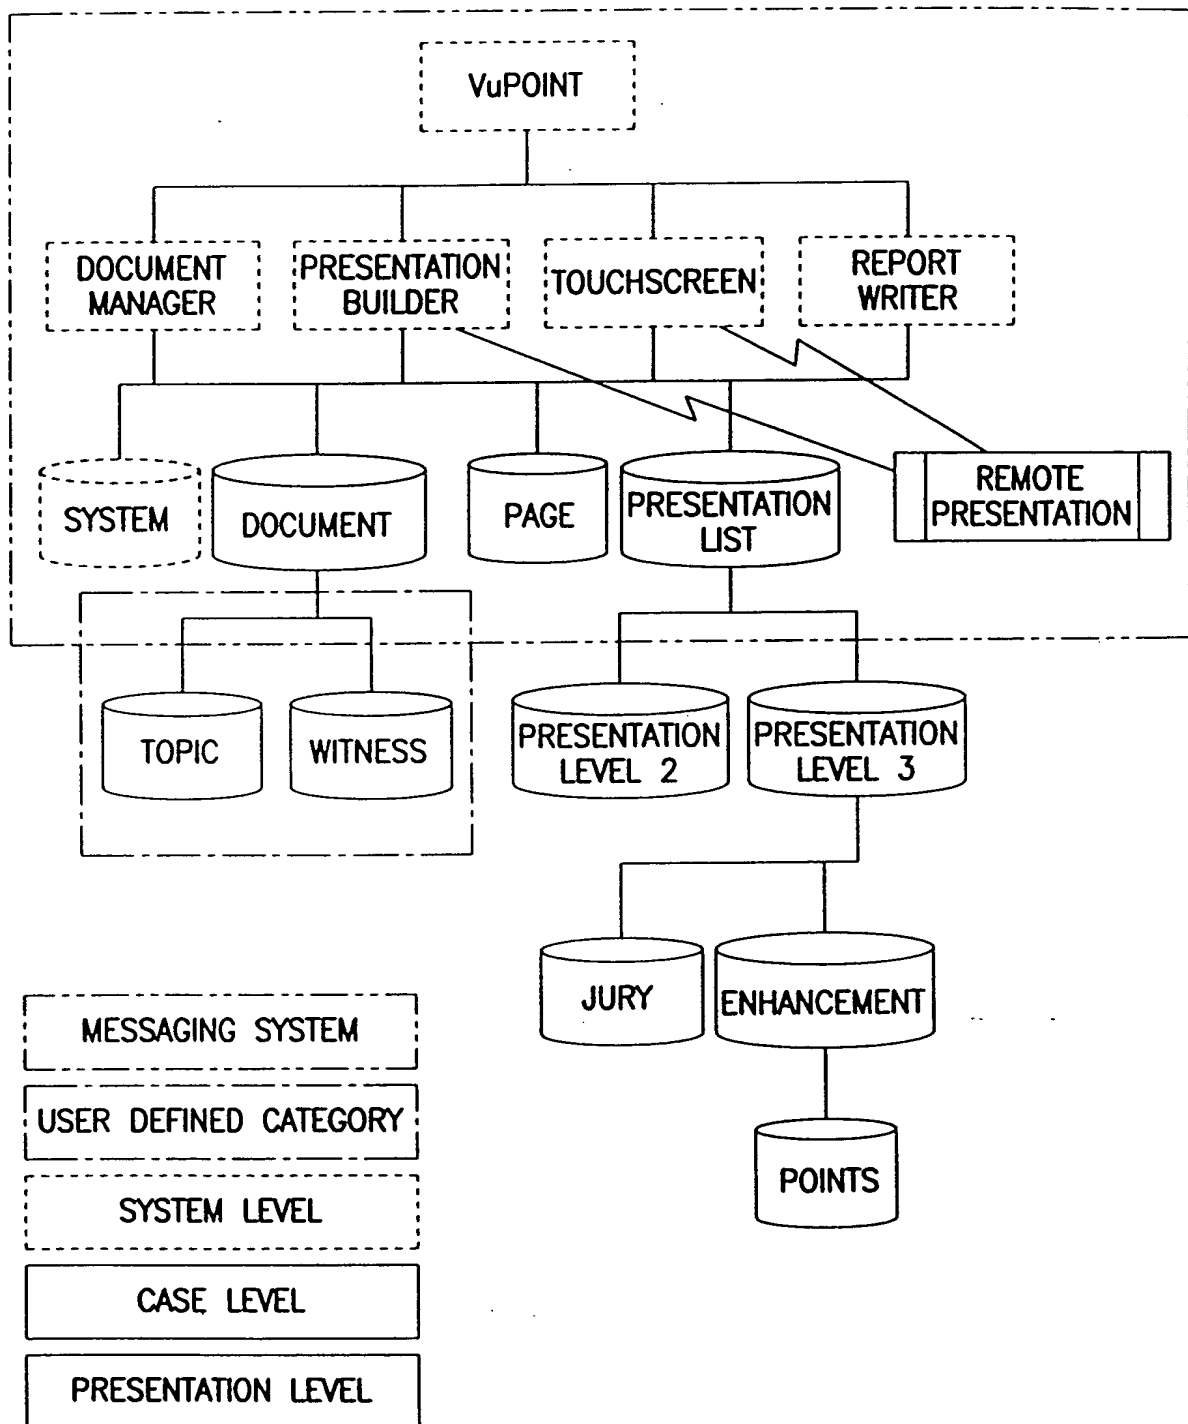 VuPOINT
DOCUMENT
MANAGER
PRESENTATION
BUILDER
TOUCHSCREEN
REPORT
WRITER
SYSTEM
DOCUMENT
PAGE
PRESENTATION
LIST
REMOTE
PRESENTATION
TOPIC
WITNESS
PRESENTATION
LEVEL 2
PRESENTATION
LEVEL 3
JURY
ENHANCEMENT
POINTS
MESSAGING SYSTEM
USER DEFINED CATEGORY
SYSTEM LEVEL
CASE LEVEL
PRESENTATION LEVEL